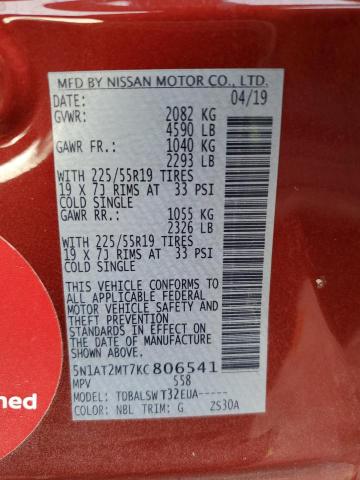 MFD BY NISSAN MOTOR CO., LTD.
DATE: 04/19
GVWR: 2082 KG
4590 LB
GAWR FR.: 1040 KG
2293 LB
WITH 225/55R19 TIRES
19 X 7J RIMS AT 33 PSI
COLD SINGLE
GAWR RR.: 1055 KG
2326 LB
WITH 225/55R19 TIRES
19 X 7J RIMS AT 33 PSI
COLD SINGLE
THIS VEHICLE CONFORMS TO
ALL APPLICABLE FEDERAL
MOTOR VEHICLE SAFETY
AND THEFT PREVENTION
STANDARDS IN EFFECT ON
THE DATE OF MANUFACTURE
SHOWN ABOVE.
5N1AT2MT7KC806541
MPV 558
MODEL: TDBALSWT32EUA-----
COLOR: NBL TRIM: G 2S30A
ned